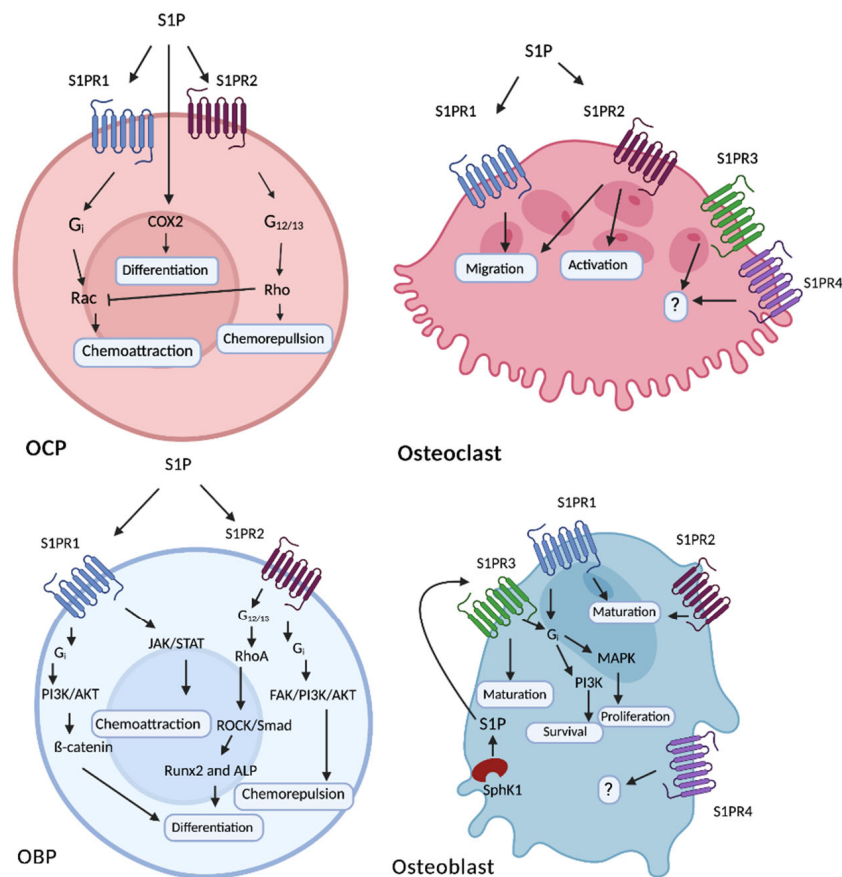 S1P
S1PR1
S1PR2
Gi
COX2
G12/13
Differentiation
Rac
Rho
Chemoattraction
Chemorepullsion
OCP
S1P
S1PR1
S1PR2
S1PR3
S1PR4
Migration
Activation
?
Osteoclast
S1P
S1PR1
S1PR2
Gi
JAK/STAT
G12/13
RhoA
Gi
PI3K/AKT
FAK/PI3K/AKT
Chemoattraction
ROCK/Smad
ß-catenin
Runx2 and ALP
Chemorepulsion
Differentiation
OBP
S1PR1
S1PR3
S1PR2
Maturation
Gi
MAPK
PI3K
Maturation
Proliferation
S1P
Survival
SphK1
?
S1PR4
Osteoblast